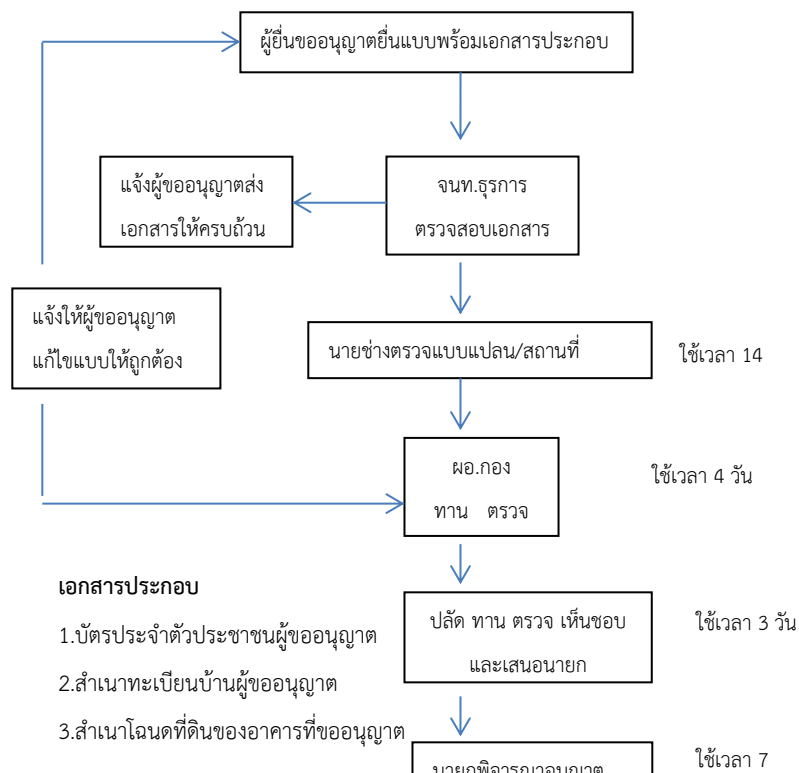 ผู้ยื่นขออนุญาตยื่นแบบพร้อมเอกสารประกอบ
แจ้งผู้ขออนุญาตส่ง
เอกสารให้ครบถ้วน
จนท.ธุรการ
ตรวจสอบเอกสาร
แจ้งให้ผู้ขออนุญาต
แก้ไขแบบให้ถูกต้อง
นายช่างตรวจแบบแปลน/สถานที่
ใช้เวลา 14
ผอ.กอง
ทาน ตรวจ
ใช้เวลา 4 วัน
ปลัด ทาน ตรวจ เห็นชอบ
และเสนอนายก
ใช้เวลา 3 วัน
เอกสารประกอบ
1.บัตรประจำตัวประชาชนผู้ขออนุญาต
2.สำเนาทะเบียนบ้านผู้ขออนุญาต
3.สำเนาโฉนดที่ดินของอาคารที่ขออนุญาต
นายกพิจารณาอนุญาต
ใช้เวลา 7